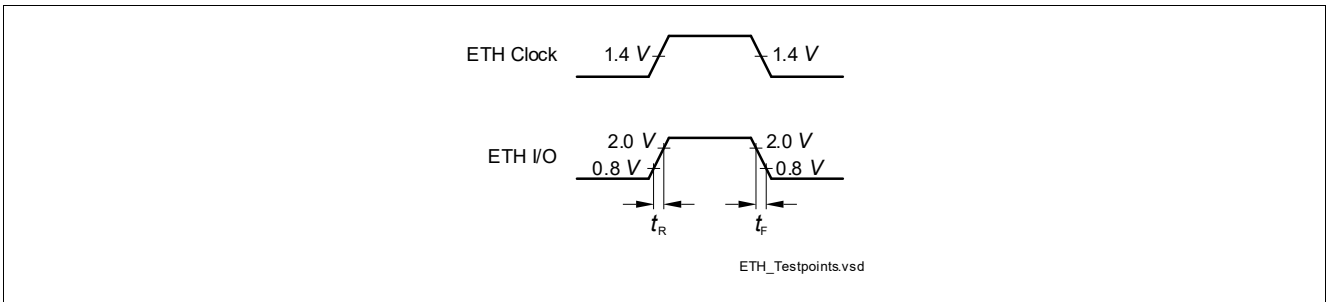 ETH Clock 1.4 V 1.4 V
2.0 V 2.0 V
ETH I/O
0.8 V 0.8 V
tR tF
ETH_Testpoints.vsd